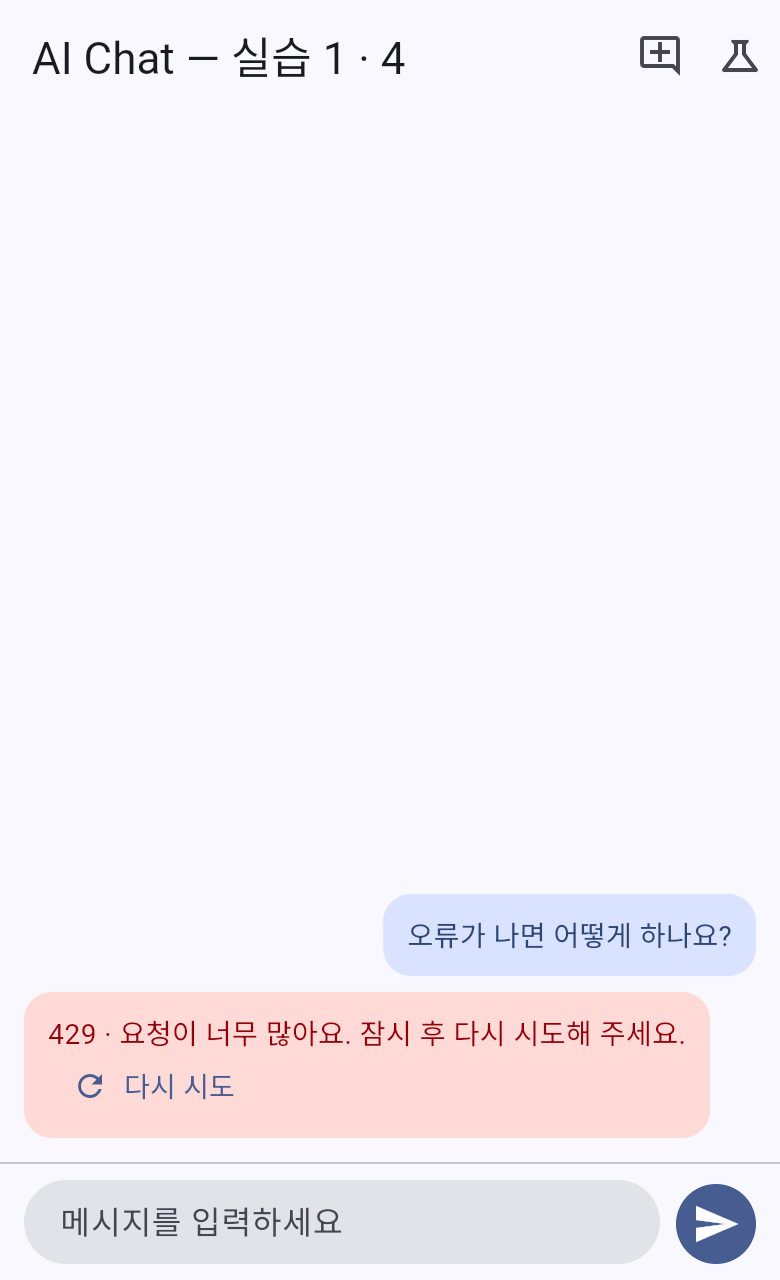 AI Chat — 실습 1 · 4
오류가 나면 어떻게 하나요?
429 · 요청이 너무 많아요. 잠시 후 다시 시도해 주세요.
다시 시도
메시지를 입력하세요